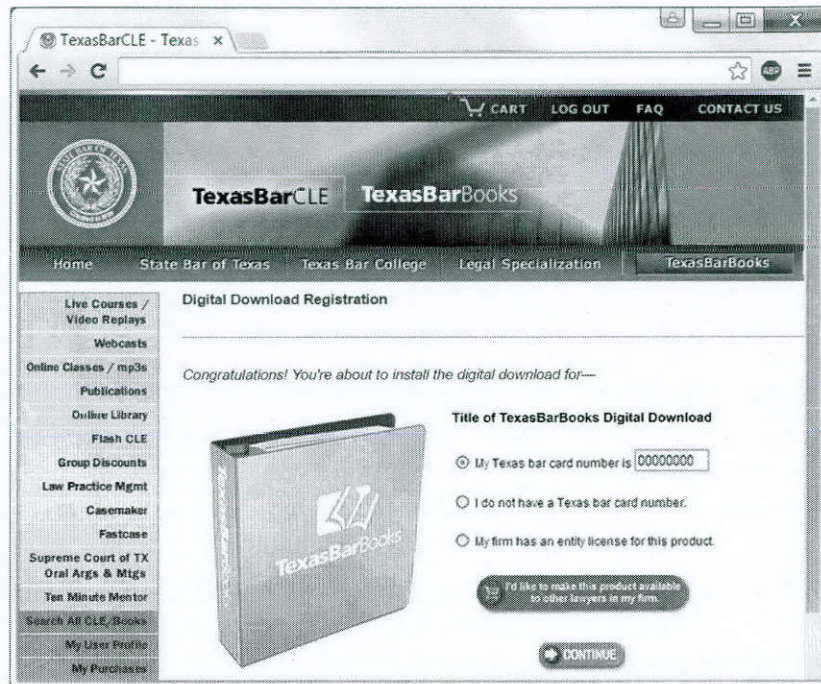 TexasBarCLE - Texas
ABP
CART LOG OUT FAQ CONTACT US
STATE BAR OF TEXAS
TexasBarCLE TexasBarBooks
Home State Bar of Texas Texas Bar College Legal Specialization TexasBarBooks
Live Courses /
Video Replays
Webcasts
Online Classes / mp3s
Publications
Online Library
Flash CLE
Group Discounts
Law Practice Mgmt
Casemaker
Fastcase
Supreme Court of TX
Oral Args & Mtgs
Ten Minute Mentor
Search All CLE/Books
My User Profile
My Purchases
Digital Download Registration
Congratulations! You're about to install the digital download for—
TexasBarBooks
TexasBarBooks
Title of TexasBarBooks Digital Download
My Texas bar card number is 00000000
I do not have a Texas bar card number.
My firm has an entity license for this product.
I'd like to make this product available
to other lawyers in my firm.
CONTINUE